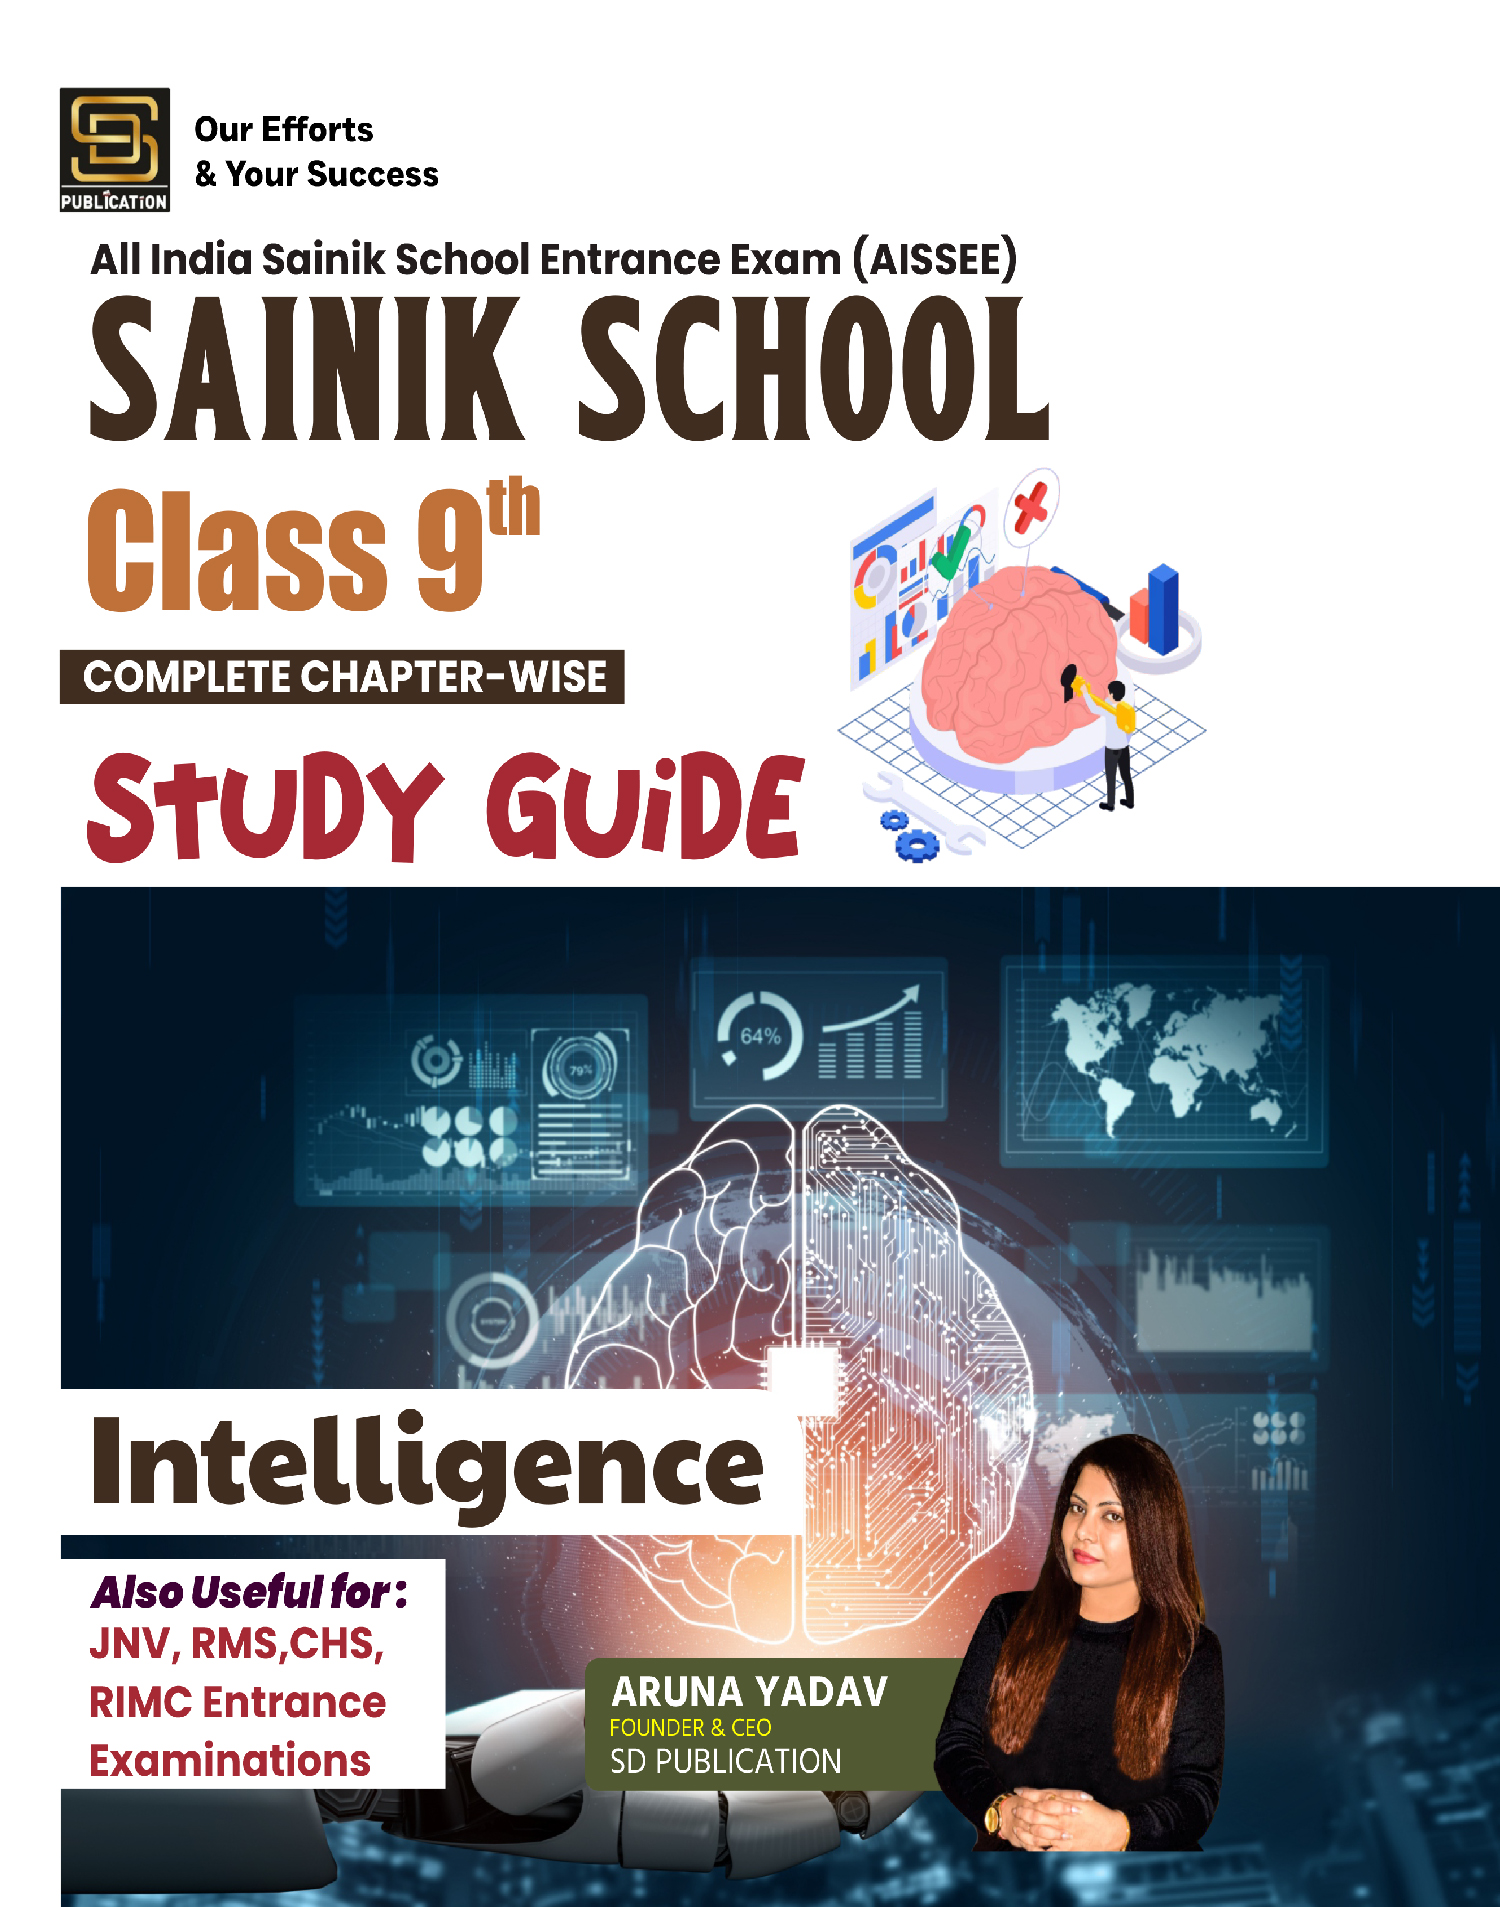 SD
PUBLiCATiON
Our Efforts
& Your Success
All India Sainik School Entrance Exam (AISSEE)
SAINIK SCHOOL
Class 9th
COMPLETE CHAPTER-WISE
STUDY GUiDE
64%
79%
Intelligence
Also Useful for:
JNV, RMS,CHS,
RIMC Entrance
Examinations
ARUNA YADAV
FOUNDER & CEO
SD PUBLICATION